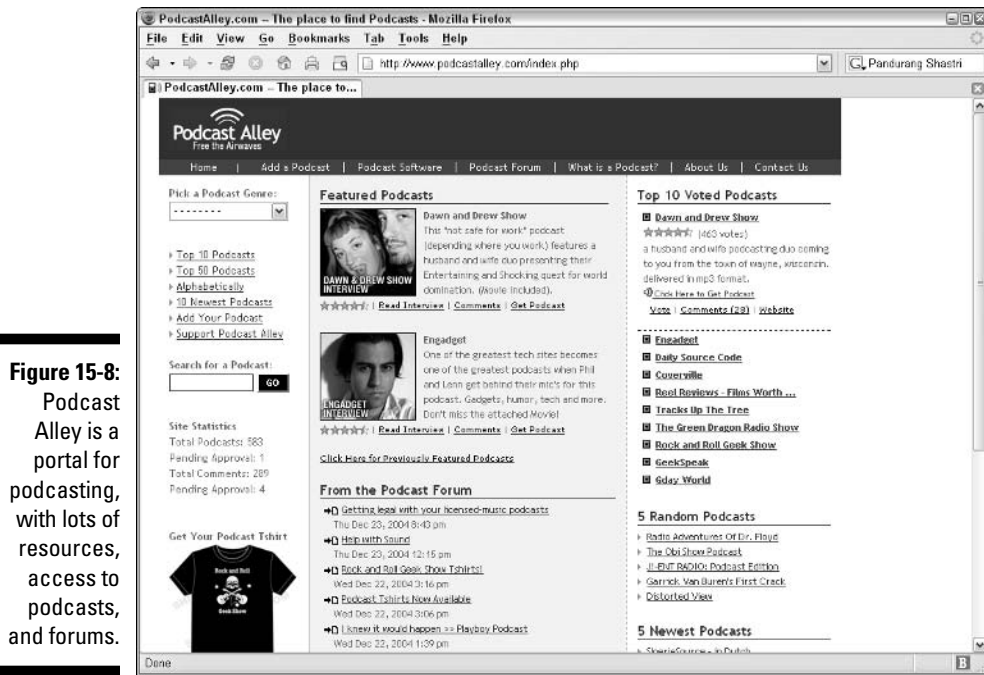 PodcastAlley.com -- The place to find Podcasts - Mozilla Firefox
File Edit View Go Bookmarks Tab Tools Help
http://www.podcastalley.com/index.php
G Pandurang Shastri
PodcastAlley.com -- The place to...
Podcast Alley
Free the Airwaves
Home | Add a Podcast | Podcast Software | Podcast Forum | What is a Podcast? | About Us | Contact Us
Pick a Podcast Genre:
--------
Top 10 Podcasts
Top 50 Podcasts
Alphabetically
10 Newest Podcasts
Add Your Podcast
Support Podcast Alley
Search for a Podcast:
GO
Site Statistics
Total Podcasts: 583
Pending Approval: 1
Total Comments: 289
Pending Approval: 4
Get Your Podcast Tshirt
Rock and Roll
Geek Show
Featured Podcasts
DAWN & DREW SHOW
INTERVIEW
Dawn and Drew Show
This "not safe for work" podcast
(depending where you work) features a
husband and wife duo presenting their
Entertaining and Shocking quest for world
domination. (Movie Included).
| Read Interview | Comments | Get Podcast
ENGADGET
INTERVIEW
Engadget
One of the greatest tech sites becomes
one of the greatest podcasts when Phil
and Lenn get behind their mic's for this
podcast. Gadgets, humor, tech and more.
Don't miss the attached Movie!
| Read Interview | Comments | Get Podcast
Click Here for Previously Featured Podcasts
From the Podcast Forum
Getting legal with your licensed-music podcasts
Thu Dec 23, 2004 8:43 pm
Help with Sound
Thu Dec 23, 2004 12:15 pm
Rock and Roll Geek Show Tshirts!
Wed Dec 22, 2004 3:16 pm
Podcast Tshirts Now Available
Wed Dec 22, 2004 3:06 pm
I knew it would happen >> Playboy Podcast
Wed Dec 22, 2004 1:39 pm
Top 10 Voted Podcasts
Dawn and Drew Show
(463 votes)
a husband and wife podcasting duo coming
to you from the town of wayne, wisconsin.
delivered in mp3 format.
Click Here to Get Podcast
Vote | Comments (28) | Website
Engadget
Daily Source Code
Coverville
Reel Reviews - Films Worth ...
Tracks Up The Tree
The Green Dragon Radio Show
Rock and Roll Geek Show
GeekSpeak
Gday World
5 Random Podcasts
Radio Adventures Of Dr. Floyd
The Obi Show Podcast
J!-ENT RADIO: Podcast Edition
Garrick Van Buren's First Crack
Distorted View
5 Newest Podcasts
- In Dutch
Done
B
Figure 15-8:
Podcast
Alley is a
portal for
podcasting,
with lots of
resources,
access to
podcasts,
and forums.